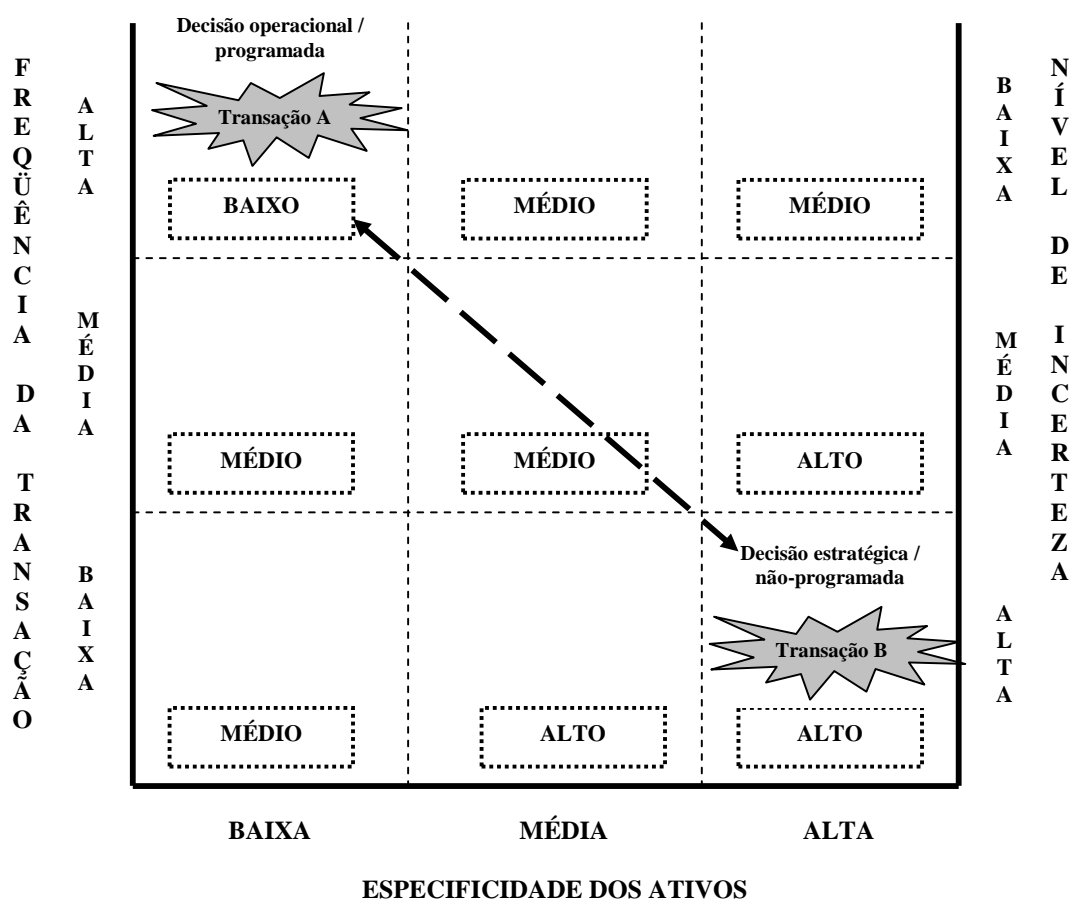 Decisão operacional /
programada
FREQÜÊNCIA DA TRANSAÇÃO
ALTA
Transação A
BAIXA
NÍVEL DE INCERTEZA
BAIXO
MÉDIO
MÉDIO
MÉDIA
MÉDIA
MÉDIO
MÉDIO
ALTO
BAIXA
Decisão estratégica /
não-programada
Transação B
ALTA
MÉDIO
ALTO
ALTO
BAIXA
MÉDIA
ALTA
ESPECIFICIDADE DOS ATIVOS